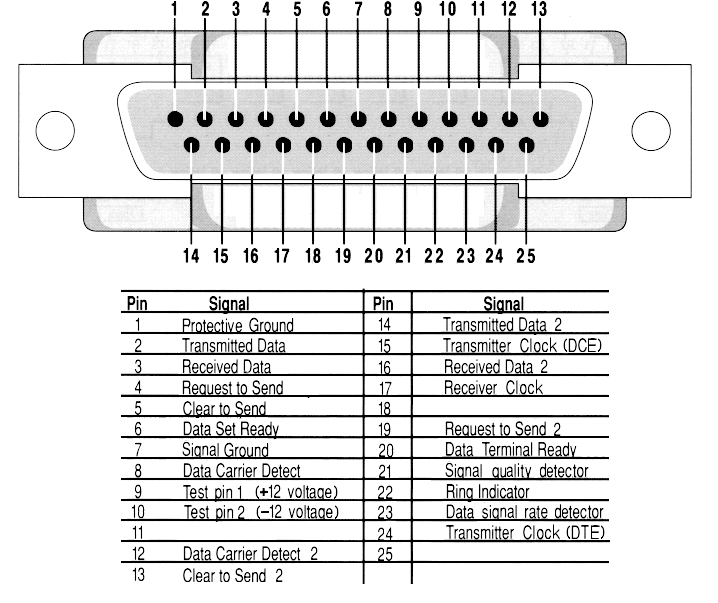 1 2 3 4 5 6 7 8 9 10 11 12 13
14 15 16 17 18 19 20 21 22 23 24 25
Pin Signal Pin Signal
1 Protective Ground 14 Transmitted Data 2
2 Transmitted Data 15 Transmitter Clock (DCE)
3 Received Data 16 Received Data 2
4 Request to Send 17 Receiver Clock
5 Clear to Send 18
6 Data Set Ready 19 Request to Send 2
7 Signal Ground 20 Data Terminal Ready
8 Data Carrier Detect 21 Signal quality detector
9 Test pin 1 (+12 voltage) 22 Ring Indicator
10 Test pin 2 (−12 voltage) 23 Data signal rate detector
11 24 Transmitter Clock (DTE)
12 Data Carrier Detect 2 25
13 Clear to Send 2